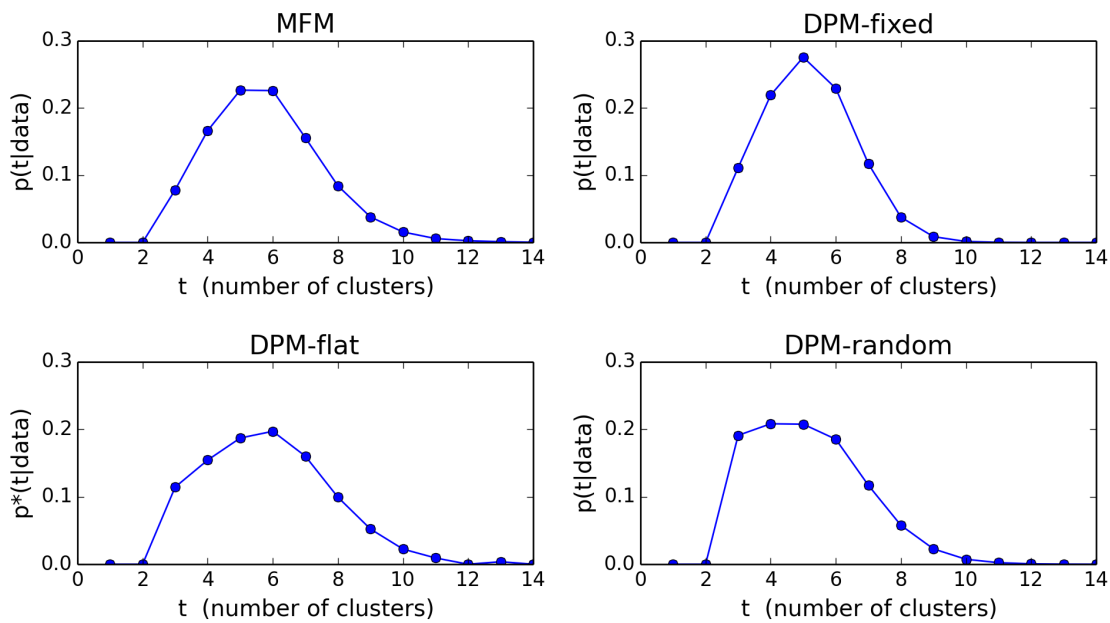 MFM
0.3
0.2
0.1
0.0
p(t|data)
0 2 4 6 8 10 12 14
t (number of clusters)
DPM-fixed
0.3
0.2
0.1
0.0
p(t|data)
0 2 4 6 8 10 12 14
t (number of clusters)
DPM-flat
0.3
0.2
0.1
0.0
p*(t|data)
0 2 4 6 8 10 12 14
t (number of clusters)
DPM-random
0.3
0.2
0.1
0.0
p(t|data)
0 2 4 6 8 10 12 14
t (number of clusters)